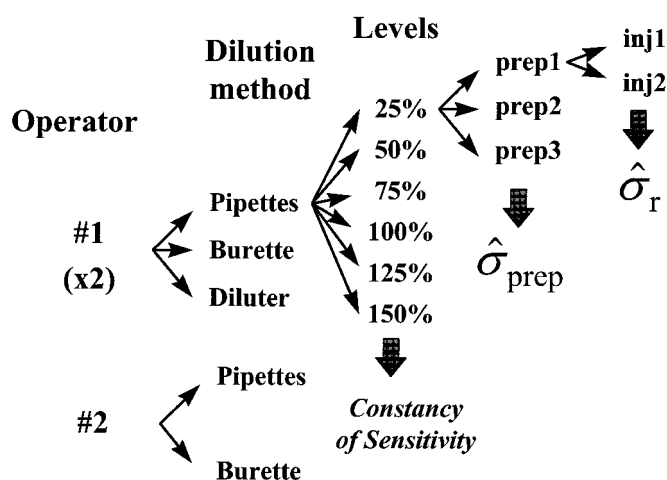 Levels
Dilution
method
Operator
inj1
inj2
prep1
prep2
prep3
25%
50%
75%
100%
125%
150%
Pipettes
Burette
Diluter
#1
(x2)
σ̂r
σ̂prep
Pipettes
#2
Burette
Constancy
of Sensitivity